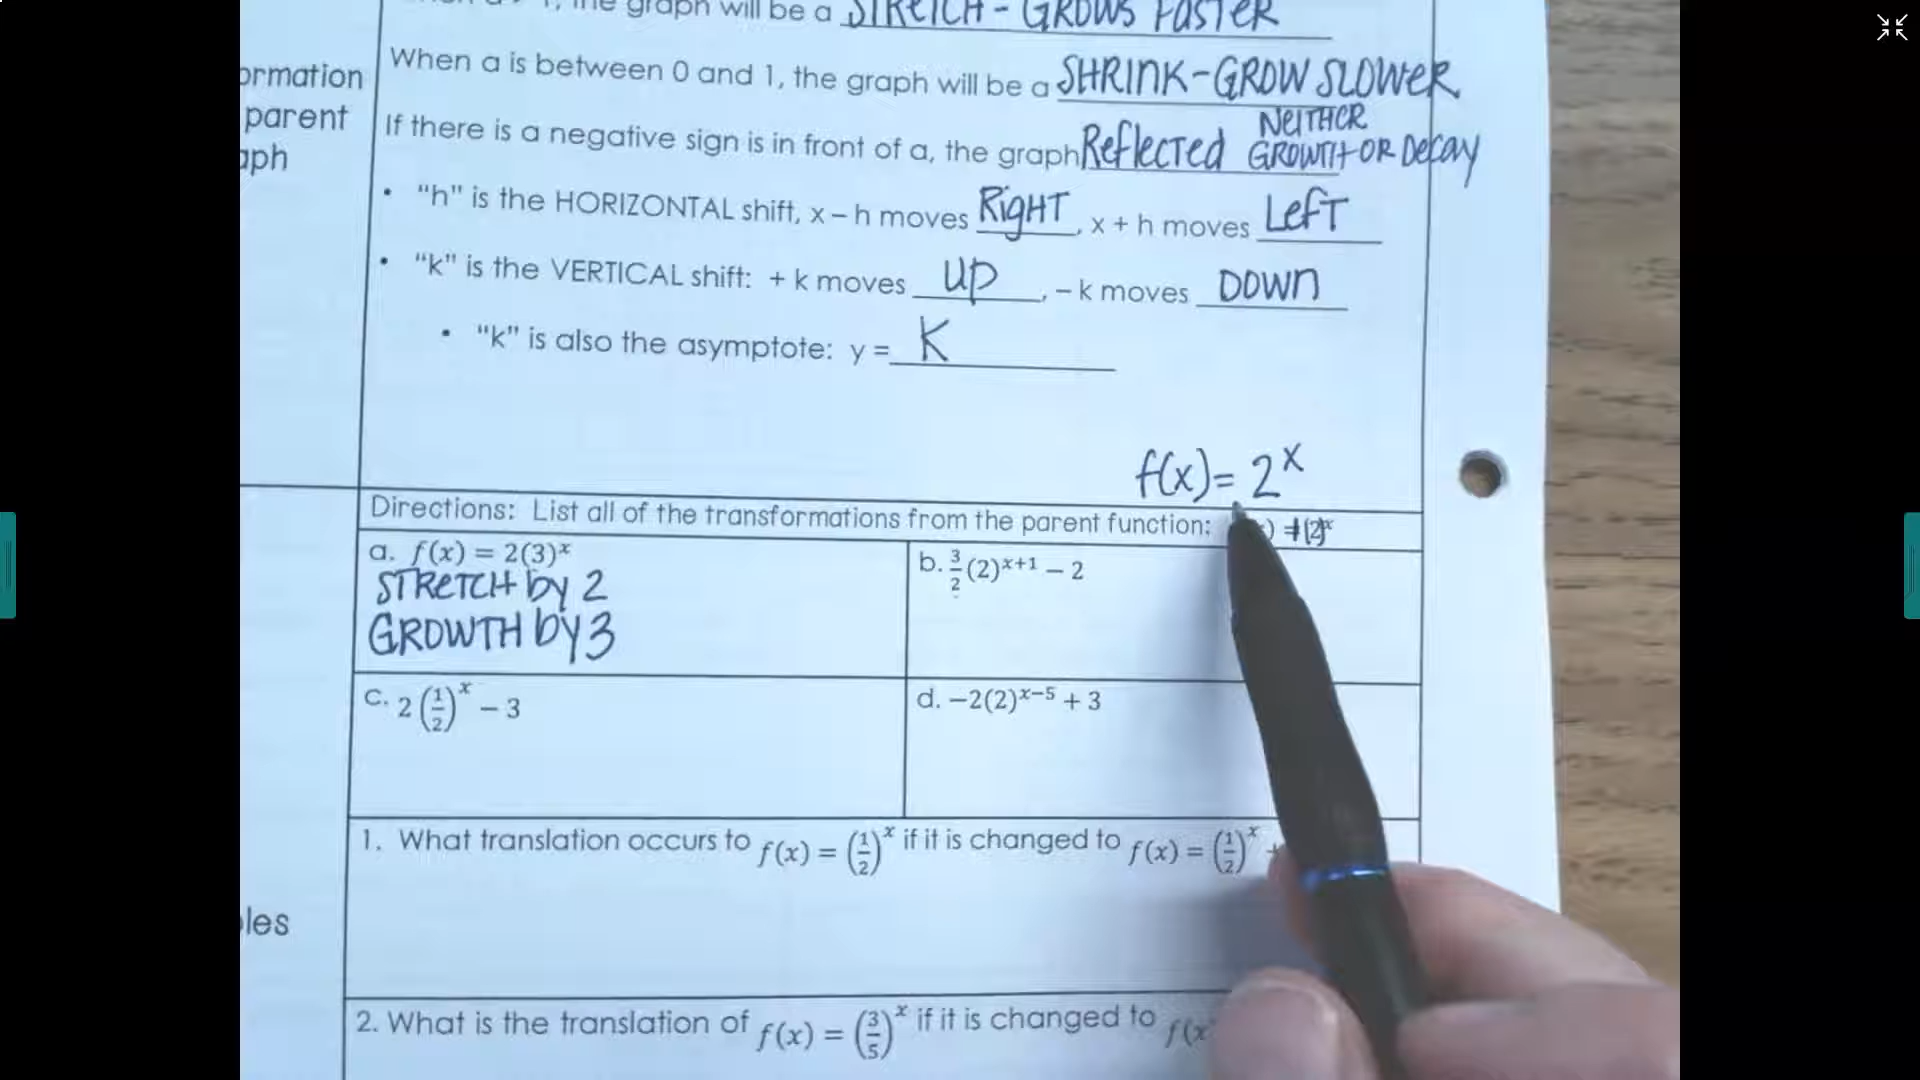 the graph will be a STRETCH - GROWS FASTER
ormation
parent
aph
When a is between 0 and 1, the graph will be a SHRINK-GROW SLOWER
If there is a negative sign is in front of a, the graph Reflected NEITHER GROWTH OR Decay
• "h" is the HORIZONTAL shift, x – h moves RigHT, x + h moves LefT
• "k" is the VERTICAL shift: + k moves up, – k moves DOWN
• "k" is also the asymptote: y = K
f(x) = 2ˣ
Directions: List all of the transformations from the parent function:
a. f(x) = 2(3)ˣ
STRETCH by 2
GROWTH by 3
b. 3/2 (2)ˣ⁺¹ – 2
c. 2 (1/2)ˣ – 3
d. –2(2)ˣ⁻⁵ + 3
1. What translation occurs to f(x) = (1/2)ˣ if it is changed to f(x) = (1/2)ˣ
les
2. What is the translation of f(x) = (3/5)ˣ if it is changed to